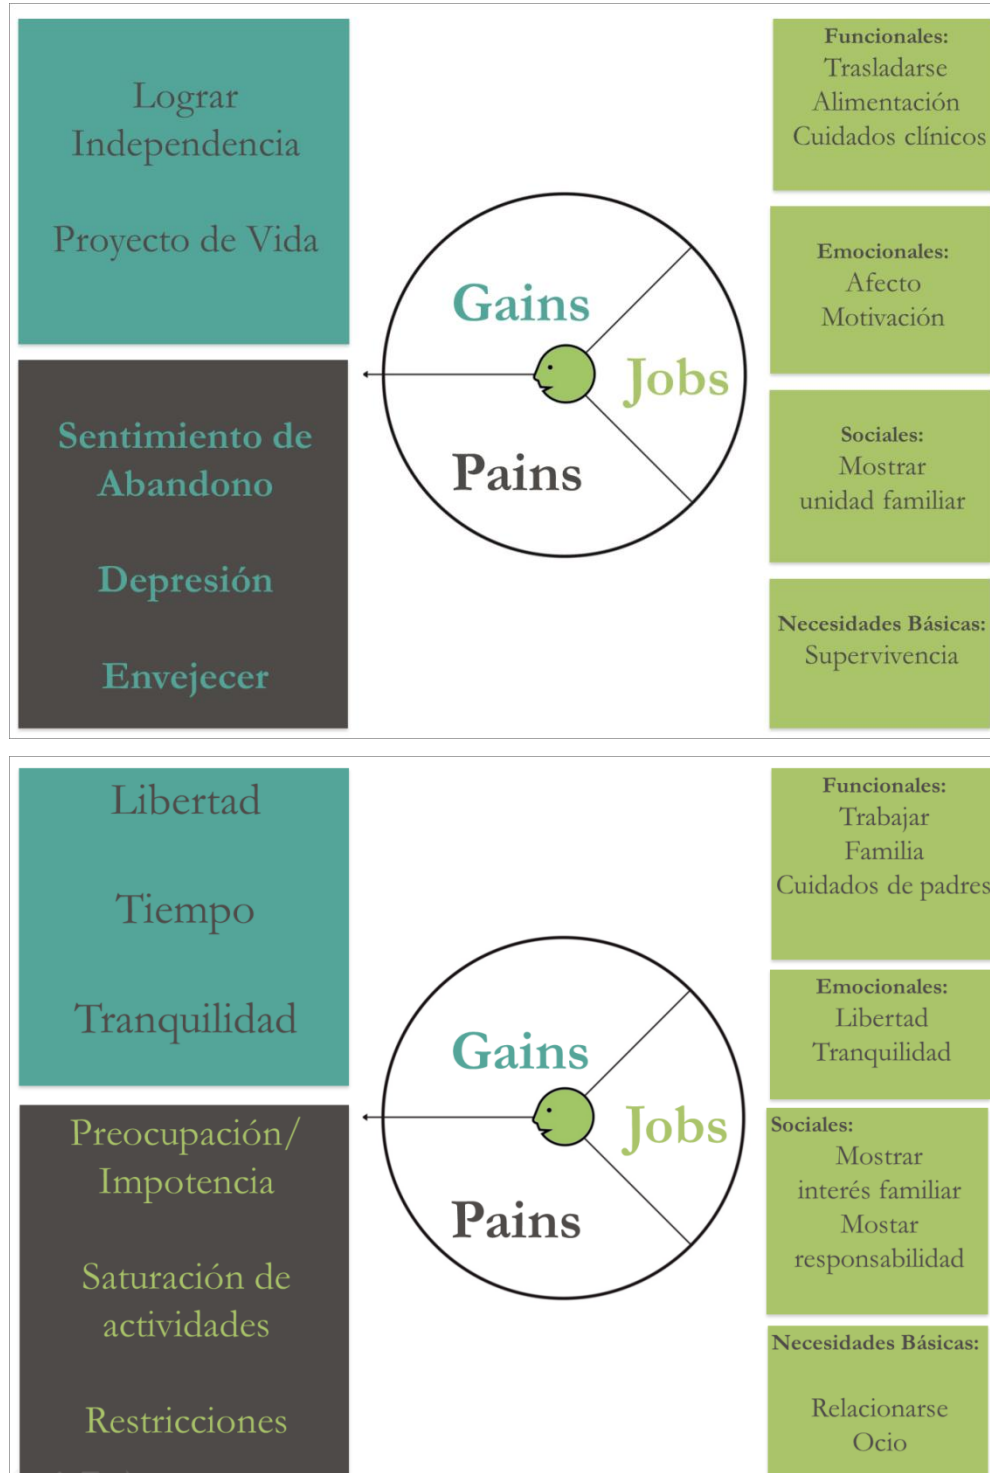 Lograr
Independencia
Proyecto de Vida
Sentimiento de
Abandono
Depresión
Envejecer
Gains
Jobs
Pains
Funcionales:
Trasladarse
Alimentación
Cuidados clínicos
Emocionales:
Afecto
Motivación
Sociales:
Mostrar
unidad familiar
Necesidades Básicas:
Supervivencia
Libertad
Tiempo
Tranquilidad
Preocupación/
Impotencia
Saturación de
actividades
Restricciones
Gains
Jobs
Pains
Funcionales:
Trabajar
Familia
Cuidados de padres
Emocionales:
Libertad
Tranquilidad
Sociales:
Mostrar
interés familiar
Mostar
responsabilidad
Necesidades Básicas:
Relacionarse
Ocio